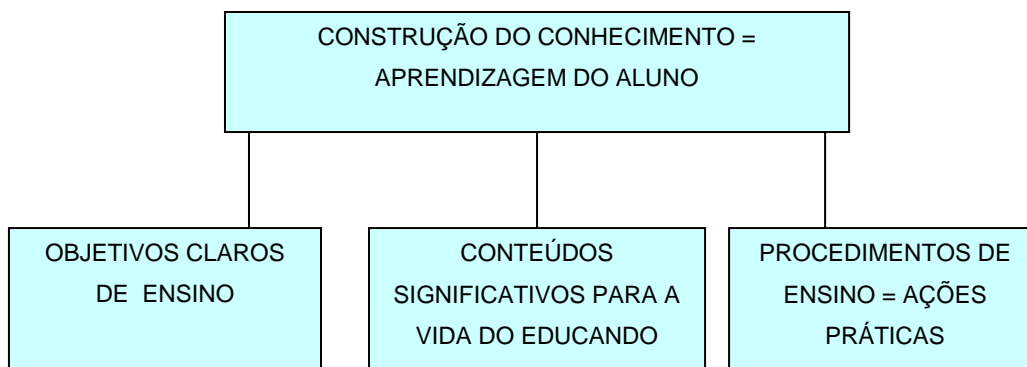 CONSTRUÇÃO DO CONHECIMENTO =
APRENDIZAGEM DO ALUNO
OBJETIVOS CLAROS
DE ENSINO
CONTEÚDOS
SIGNIFICATIVOS PARA A
VIDA DO EDUCANDO
PROCEDIMENTOS DE
ENSINO = AÇÕES
PRÁTICAS